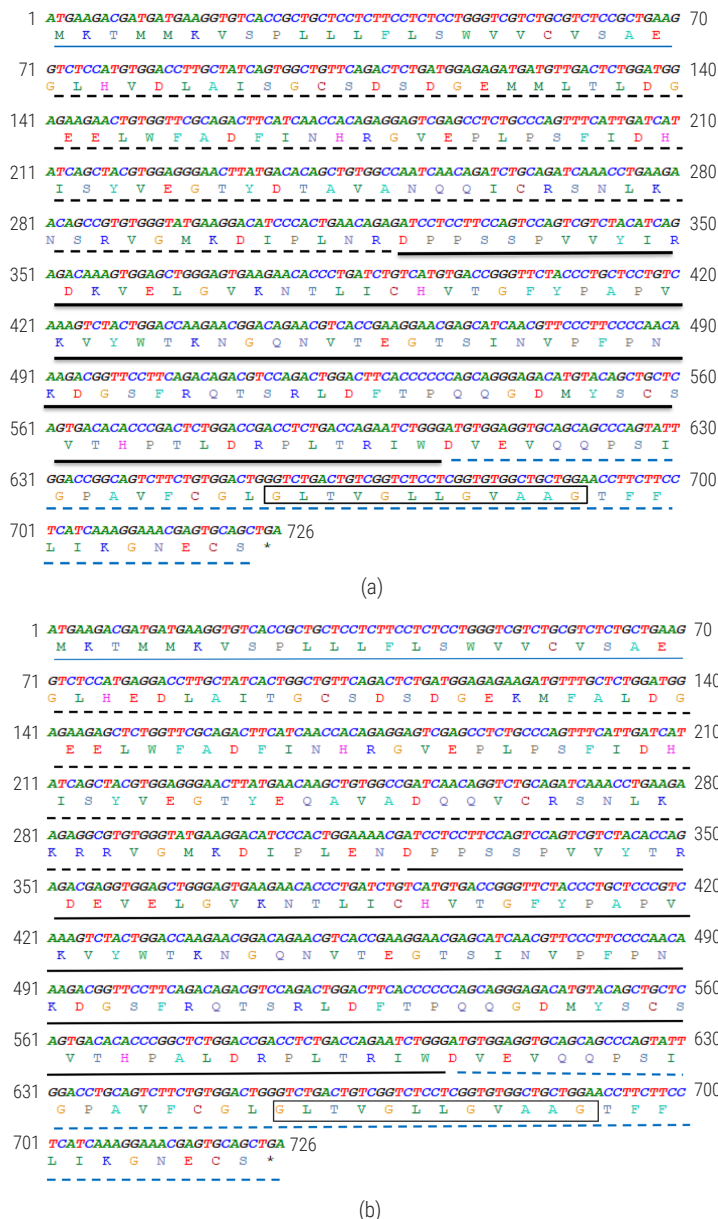 1 ATGAAGACGATGATGAAGGTGTCACCGCTGCTCCTCTTCCTCTCCTGGGTCGTCTGCGTCTCCGCTGAAG 70
M K T M M K V S P L L L F L S W V V C V S A E
71 GTCTCCATGTGGACCTTGCTATCAGTGGCTGTTCAGACTCTGATGGAGAGATGATGTTGACTCTGGATGG 140
G L H V D L A I S G C S D S D G E M M L T L D G
141 AGAAGAACTGTGGTTCGCAGACTTCATCAACCACAGAGGAGTCGAGCCTCTGCCCAGTTTCATTGATCAT 210
E E L W F A D F I N H R G V E P L P S F I D H
211 ATCAGCTACGTGGAGGGAACTTATGACACAGCTGTGGCCAATCAACAGATCTGCAGATCAAACCTGAAGA 280
I S Y V E G T Y D T A V A N Q Q I C R S N L K
281 ACAGCCGTGTGGGTATGAAGGACATCCCACTGAACAGAGATCCTCCTTCCAGTCCAGTCGTCTACATCAG 350
N S R V G M K D I P L N R D P P S S P V V Y I R
351 AGACAAAGTGGAGCTGGGAGTGAAGAACACCCTGATCTGTCATGTGACCGGGTTCTACCCTGCTCCTGTC 420
D K V E L G V K N T L I C H V T G F Y P A P V
421 AAAGTCTACTGGACCAAGAACGGACAGAACGTCACCGAAGGAACGAGCATCAACGTTCCCTTCCCCAACA 490
K V Y W T K N G Q N V T E G T S I N V P F P N
491 AAGACGGTTCCTTCAGACAGACGTCCAGACTGGACTTCACCCCCCAGCAGGGAGACATGTACAGCTGCTC 560
K D G S F R Q T S R L D F T P Q Q G D M Y S C S
561 AGTGACACACCCGACTCTGGACCGACCTCTGACCAGAATCTGGGATGTGGAGGTGCAGCAGCCCAGTATT 630
V T H P T L D R P L T R I W D V E V Q Q P S I
631 GGACCGGCAGTCTTCTGTGGACTGGGTCTGACTGTCGGTCTCCTCGGTGTGGCTGCTGGAACCTTCTTCC 700
G P A V F C G L G L T V G L L G V A A G T F F
701 TCATCAAAGGAAACGAGTGCAGCTGA 726
L I K G N E C S *
(a)
1 ATGAAGACGATGATGAAGGTGTCACCGCTGCTCCTCTTCCTCTCCTGGGTCGTCTGCGTCTCTGCTGAAG 70
M K T M M K V S P L L L F L S W V V C V S A E
71 GTCTCCATGAGGACCTTGCTATCACTGGCTGTTCAGACTCTGATGGAGAGAAGATGTTTGCTCTGGATGG 140
G L H E D L A I T G C S D S D G E K M F A L D G
141 AGAAGAGCTCTGGTTCGCAGACTTCATCAACCACAGAGGAGTCGAGCCTCTGCCCAGTTTCATTGATCAT 210
E E L W F A D F I N H R G V E P L P S F I D H
211 ATCAGCTACGTGGAGGGAACTTATGAACAAGCTGTGGCCGATCAACAGGTCTGCAGATCAAACCTGAAGA 280
I S Y V E G T Y E Q A V A D Q Q V C R S N L K
281 AGAGGCGTGTGGGTATGAAGGACATCCCACTGGAAAACGATCCTCCTTCCAGTCCAGTCGTCTACACCAG 350
K R R V G M K D I P L E N D P P S S P V V Y T R
351 AGACGAGGTGGAGCTGGGAGTGAAGAACACCCTGATCTGTCATGTGACCGGGTTCTACCCTGCTCCCGTC 420
D E V E L G V K N T L I C H V T G F Y P A P V
421 AAAGTCTACTGGACCAAGAACGGACAGAACGTCACCGAAGGAACGAGCATCAACGTTCCCTTCCCCAACA 490
K V Y W T K N G Q N V T E G T S I N V P F P N
491 AAGACGGTTCCTTCAGACAGACGTCCAGACTGGACTTCACCCCCCAGCAGGGAGACATGTACAGCTGCTC 560
K D G S F R Q T S R L D F T P Q Q G D M Y S C S
561 AGTGACACACCCGGCTCTGGACCGACCTCTGACCAGAATCTGGGATGTGGAGGTGCAGCAGCCCAGTATT 630
V T H P A L D R P L T R I W D V E V Q Q P S I
631 GGACCTGCAGTCTTCTGTGGACTGGGTCTGACTGTCGGTCTCCTCGGTGTGGCTGCTGGAACCTTCTTCC 700
G P A V F C G L G L T V G L L G V A A G T F F
701 TCATCAAAGGAAACGAGTGCAGCTGA 726
L I K G N E C S *
(b)